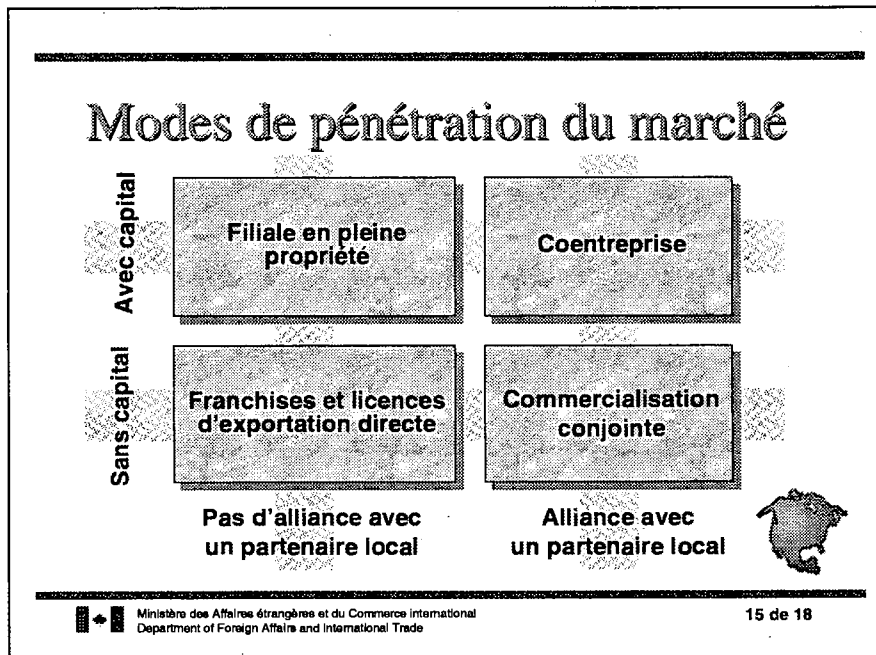 Modes de pénétration du marché
Avec capital
Filiale en pleine
propriété
Coentreprise
Sans capital
Franchises et licences
d'exportation directe
Commercialisation
conjointe
Pas d'alliance avec
un partenaire local
Alliance avec
un partenaire local
Ministère des Affaires étrangères et du Commerce international
Department of Foreign Affairs and International Trade
15 de 18